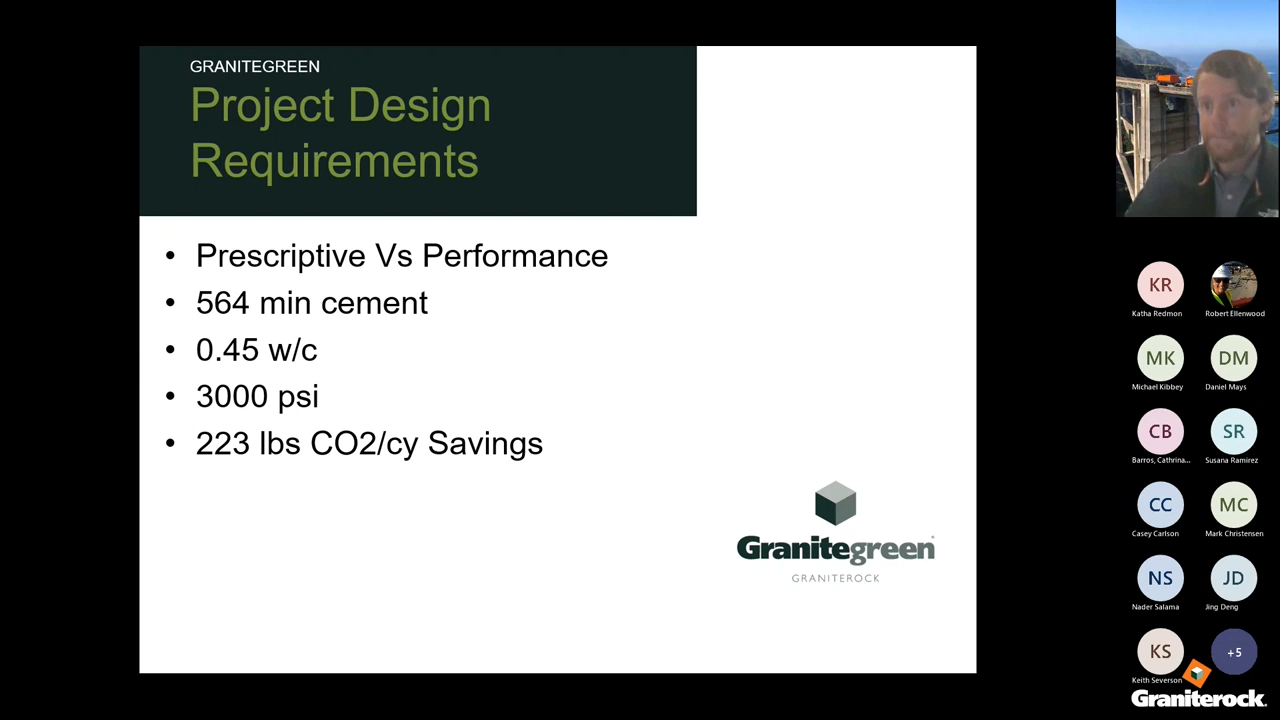 GRANITEGREEN
Project Design
Requirements
• Prescriptive Vs Performance
• 564 min cement
• 0.45 w/c
• 3000 psi
• 223 lbs CO2/cy Savings
Granitegreen
GRANITEROCK
KR
Katha Redmon
Robert Ellenwood
MK
Michael Kibbey
DM
Daniel Mays
CB
Barros, Cathrina...
SR
Susana Ramirez
CC
Casey Carlson
MC
Mark Christensen
NS
Nader Salama
JD
Jing Deng
KS
Keith Severson
+5
Graniterock.